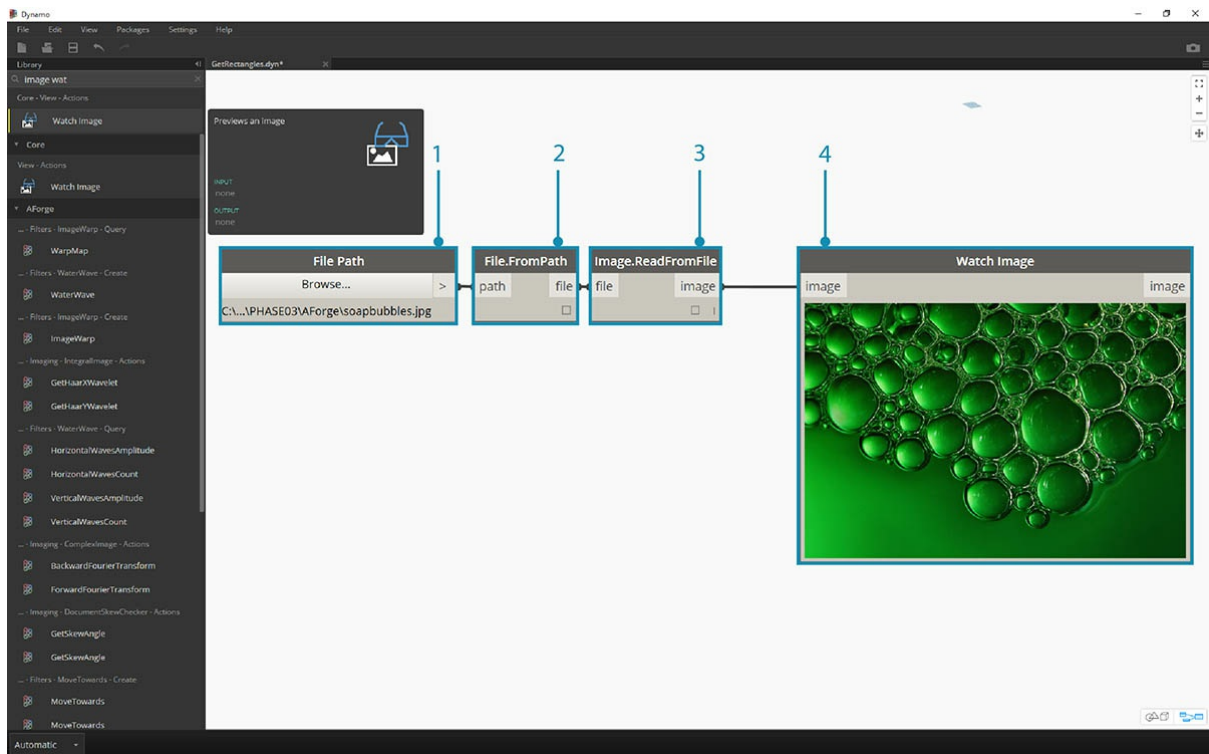 Dynamo
File Edit View Packages Settings Help
Library
GetRectangles.dyn*
image wat
Core - View - Actions
Watch Image
Core
View - Actions
Watch Image
AForge
... - Filters - ImageWarp - Query
WarpMap
... - Filters - WaterWave - Create
WaterWave
... - Filters - ImageWarp - Create
ImageWarp
... - Imaging - IntegralImage - Actions
GetHaarXWavelet
GetHaarYWavelet
... - Filters - WaterWave - Query
HorizontalWavesAmplitude
HorizontalWavesCount
VerticalWavesAmplitude
VerticalWavesCount
... - Imaging - ComplexImage - Actions
BackwardFourierTransform
ForwardFourierTransform
... - Imaging - DocumentSkewChecker - Actions
GetSkewAngle
GetSkewAngle
... - Filters - MoveTowards - Create
MoveTowards
MoveTowards
Automatic
Previews an image
INPUT
none
OUTPUT
none
1 2 3 4
File Path
Browse... >
C:\...\PHASE03\AForge\soapbubbles.jpg
File.FromPath
path file
Image.ReadFromFile
file image
Watch Image
image image